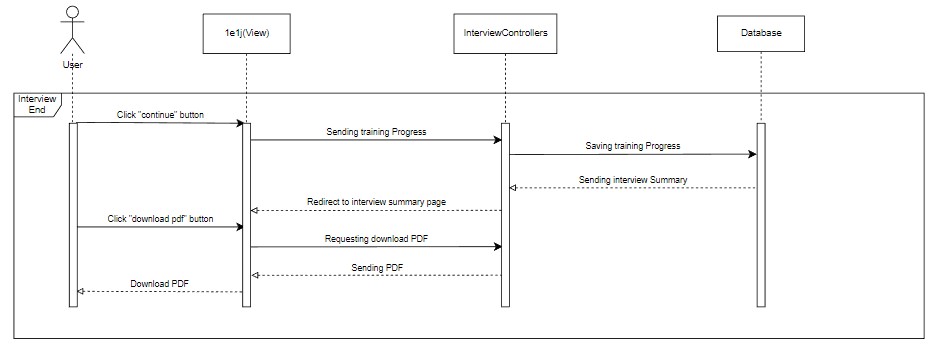 1e1j(View)
InterviewControllers
Database
User
Interview
End
Click "continue" button
Sending training Progress
Saving training Progress
Sending interview Summary
Redirect to interview summary page
Click "download pdf" button
Requesting download PDF
Sending PDF
Download PDF